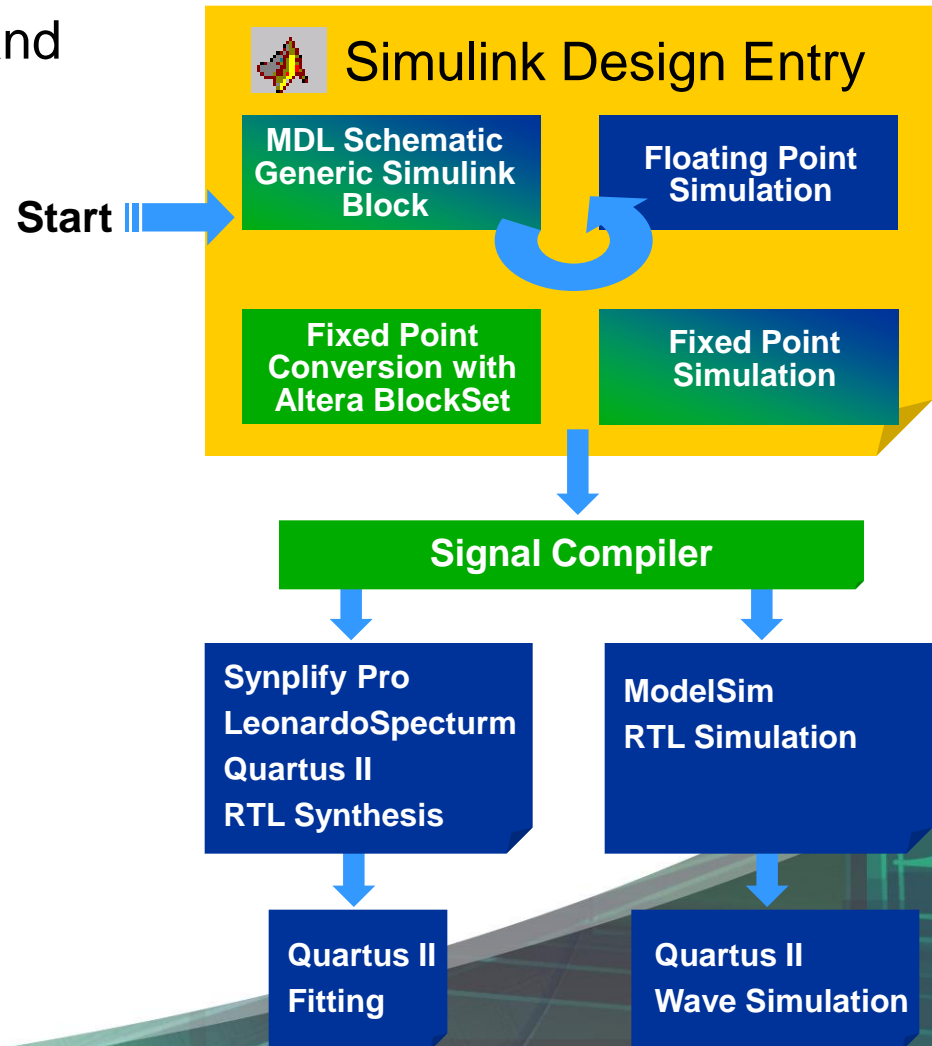 and
Simulink Design Entry
MDL Schematic
Generic Simulink
Block
Floating Point
Simulation
Start
Fixed Point
Conversion with
Altera BlockSet
Fixed Point
Simulation
Signal Compiler
Synplify Pro
LeonardoSpecturm
Quartus II
RTL Synthesis
ModelSim
RTL Simulation
Quartus II
Fitting
Quartus II
Wave Simulation